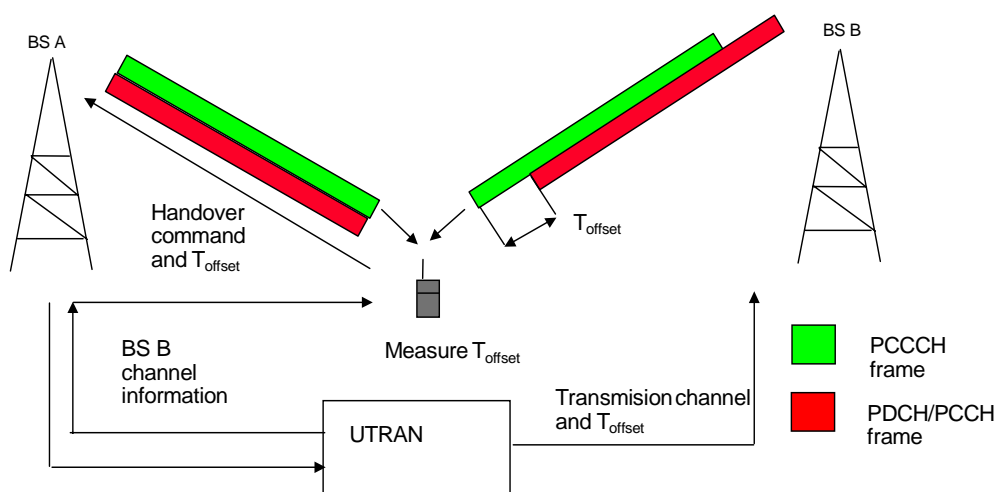 BS A
BS B
Handover
command
and Toffset
Toffset
Measure Toffset
BS B
channel
information
PCCCH
frame
PDCH/PCCH
frame
Transmision channel
and Toffset
UTRAN